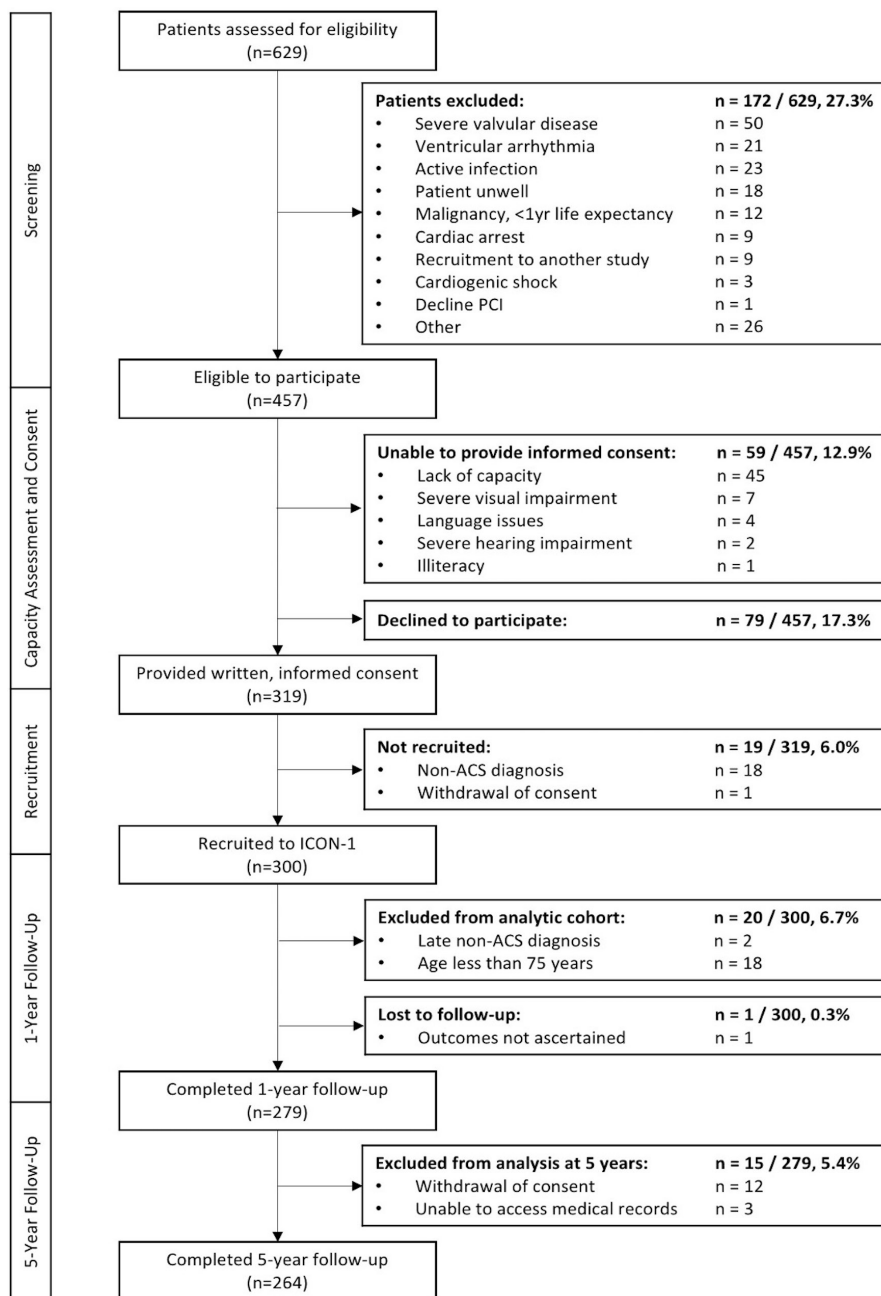 Screening
Patients assessed for eligibility
(n=629)
Patients excluded: n = 172 / 629, 27.3%
• Severe valvular disease n = 50
• Ventricular arrhythmia n = 21
• Active infection n = 23
• Patient unwell n = 18
• Malignancy, <1yr life expectancy n = 12
• Cardiac arrest n = 9
• Recruitment to another study n = 9
• Cardiogenic shock n = 3
• Decline PCI n = 1
• Other n = 26
Eligible to participate
(n=457)
Capacity Assessment and Consent
Unable to provide informed consent: n = 59 / 457, 12.9%
• Lack of capacity n = 45
• Severe visual impairment n = 7
• Language issues n = 4
• Severe hearing impairment n = 2
• Illiteracy n = 1
Declined to participate: n = 79 / 457, 17.3%
Provided written, informed consent
(n=319)
Recruitment
Not recruited: n = 19 / 319, 6.0%
• Non-ACS diagnosis n = 18
• Withdrawal of consent n = 1
Recruited to ICON-1
(n=300)
1-Year Follow-Up
Excluded from analytic cohort: n = 20 / 300, 6.7%
• Late non-ACS diagnosis n = 2
• Age less than 75 years n = 18
Lost to follow-up: n = 1 / 300, 0.3%
• Outcomes not ascertained n = 1
Completed 1-year follow-up
(n=279)
5-Year Follow-Up
Excluded from analysis at 5 years: n = 15 / 279, 5.4%
• Withdrawal of consent n = 12
• Unable to access medical records n = 3
Completed 5-year follow-up
(n=264)